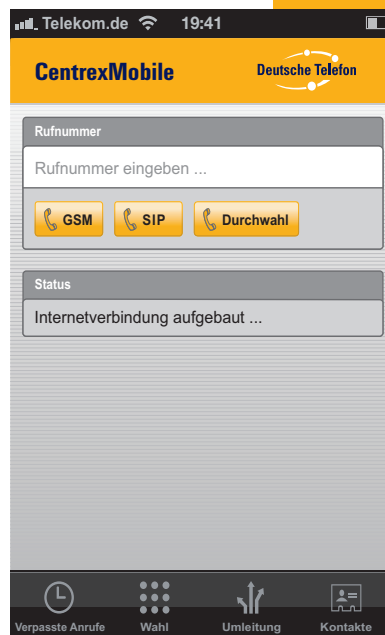 Telekom.de 19:41
CentrexMobile
Deutsche Telefon
Rufnummer
Rufnummer eingeben ...
GSM SIP Durchwahl
Status
Internetverbindung aufgebaut ...
Verpasste Anrufe Wahl Umleitung Kontakte